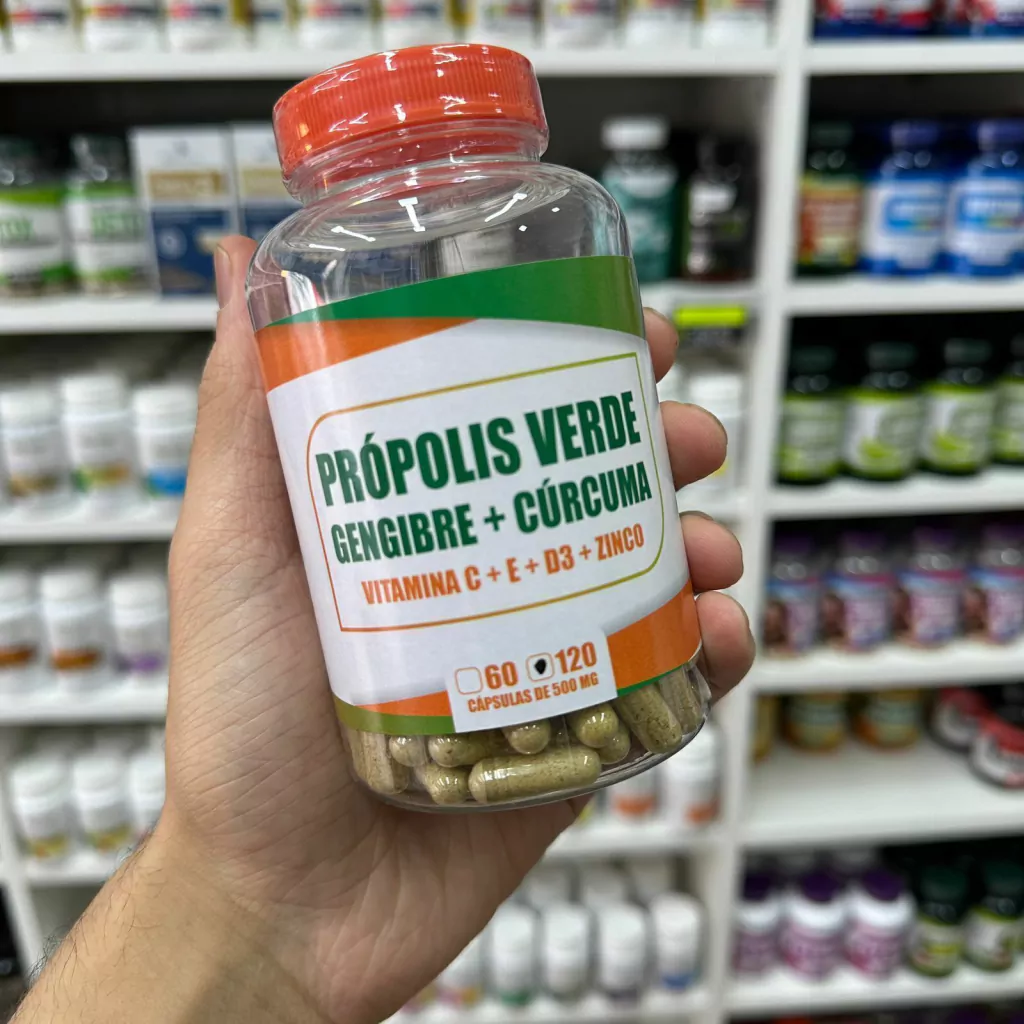 PRÓPOLIS VERDE
GENGIBRE + CÚRCUMA
VITAMINA C + E + D3 + ZINCO
60 120
CÁPSULAS DE 500 MG